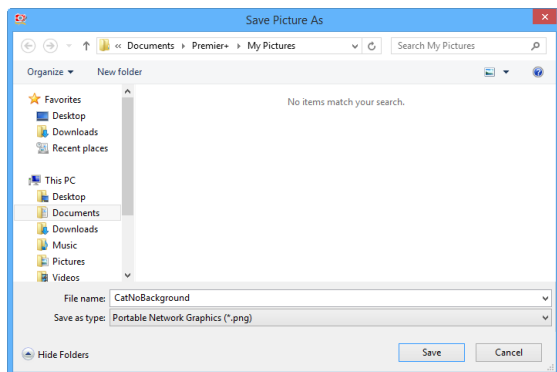 Save Picture As
« Documents Premier+ My Pictures
Search My Pictures
Organize New folder
Favorites
Desktop
Downloads
Recent places
This PC
Desktop
Documents
Downloads
Music
Pictures
Videos
No items match your search.
File name: CatNoBackground
Save as type: Portable Network Graphics (*.png)
Hide Folders
Save Cancel